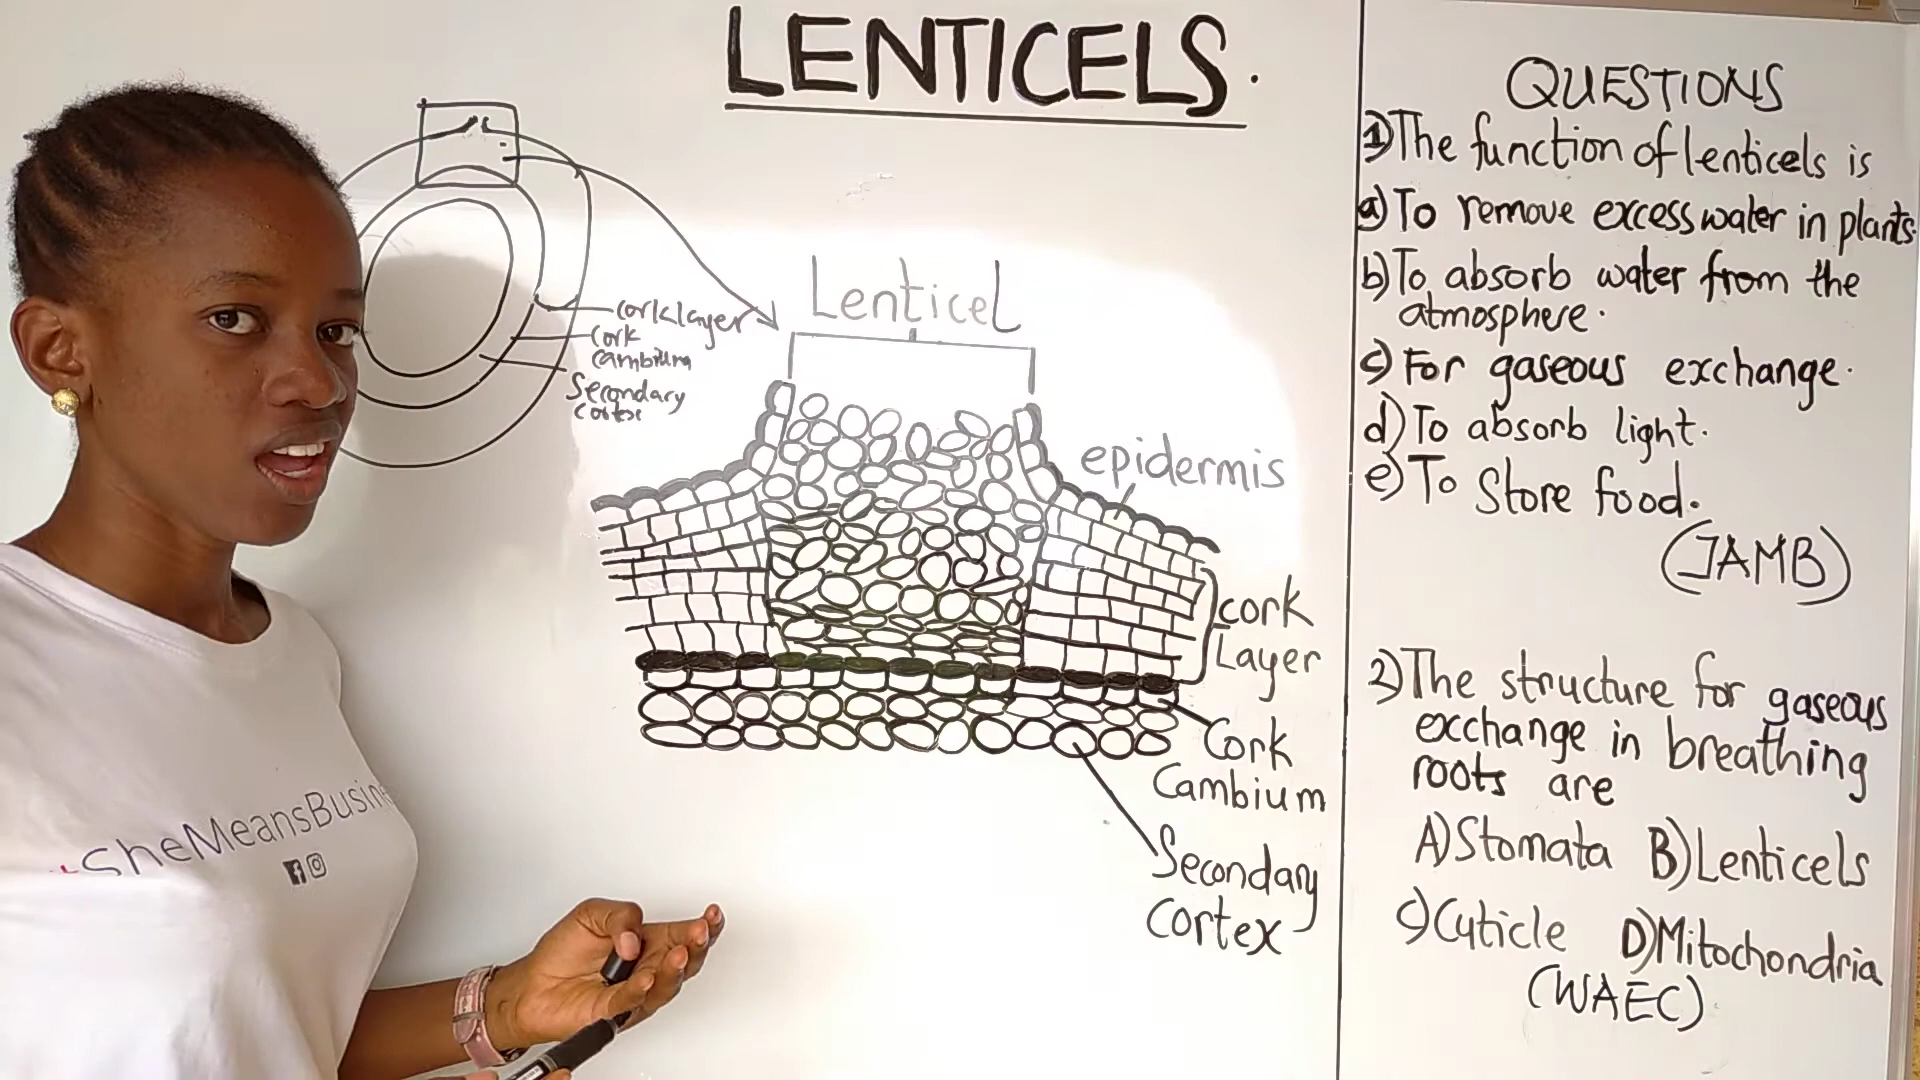 LENTICELS.
cork layer
cork
cambium
Secondary
cortex
Lenticel
epidermis
cork
Layer
Cork
Cambium
Secondary
Cortex
QUESTIONS
1) The function of lenticels is
a) To remove excess water in plants.
b) To absorb water from the
atmosphere.
c) For gaseous exchange.
d) To absorb light.
e) To Store food.
(JAMB)
2) The structure for gaseous
exchange in breathing
roots are
A) Stomata B) Lenticels
C) Cuticle D) Mitochondria
(WAEC)
SheMeansBusine